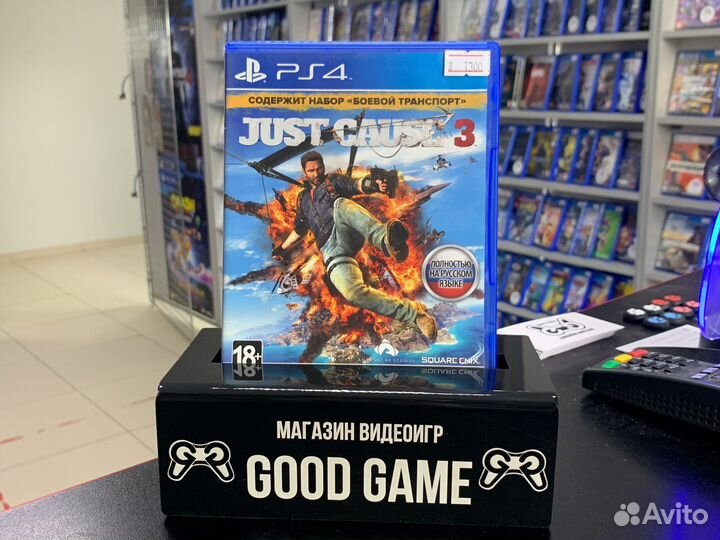 PS4
1300
СОДЕРЖИТ НАБОР «БОЕВОЙ ТРАНСПОРТ»
JUST CAUSE 3
ПОЛНОСТЬЮ
НА РУССКОМ
ЯЗЫКЕ
18+
SQUARE ENIX
МАГАЗИН ВИДЕОИГР
GOOD GAME
Avito